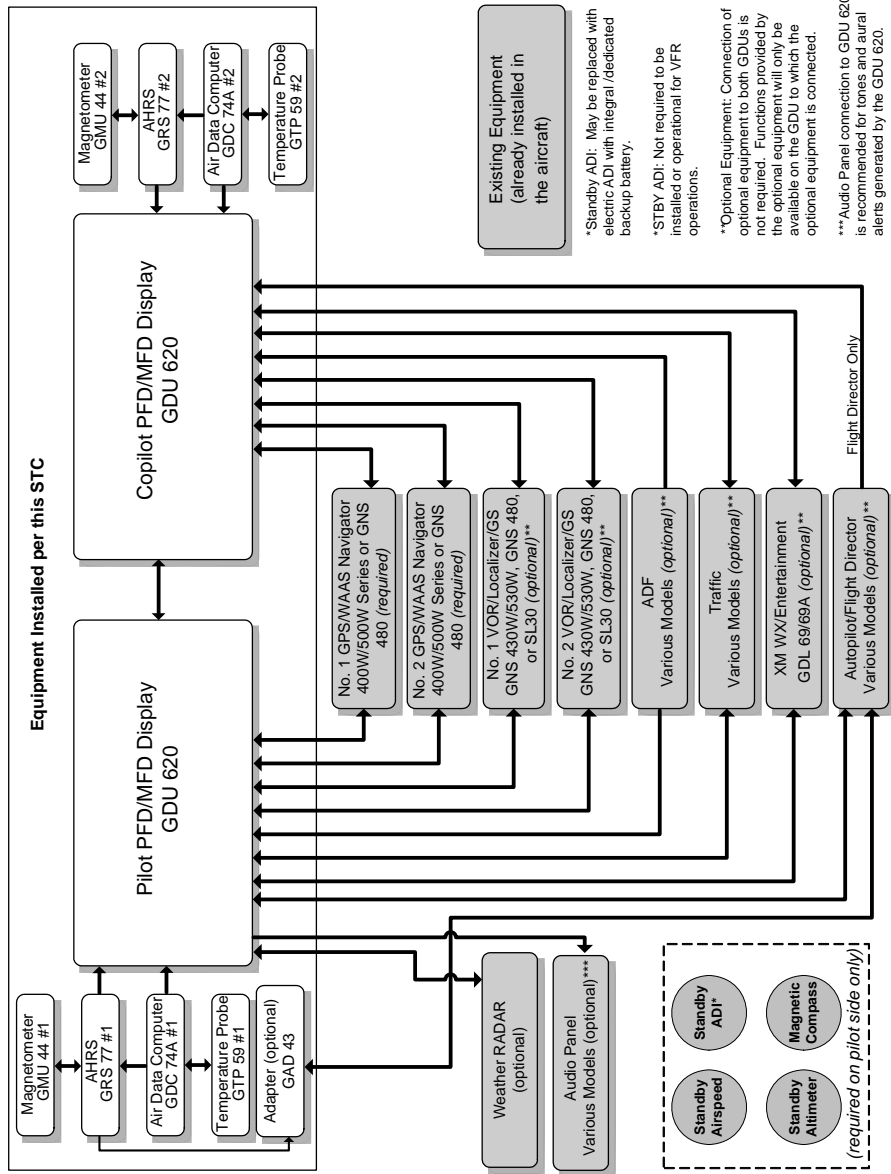 Equipment Installed per this STC
Magnetometer
GMU 44 #1
AHRS
GRS 77 #1
Air Data Computer
GDC 74A #1
Temperature Probe
GTP 59 #1
Adapter (optional)
GAD 43
Pilot PFD/MFD Display
GDU 620
Copilot PFD/MFD Display
GDU 620
Magnetometer
GMU 44 #2
AHRS
GRS 77 #2
Air Data Computer
GDC 74A #2
Temperature Probe
GTP 59 #2
No. 1 GPS/WAAS Navigator
400W/500W Series or GNS
480 (required)
No. 2 GPS/WAAS Navigator
400W/500W Series or GNS
480 (required)
No. 1 VOR/Localizer/GS
GNS 430W/530W, GNS 480,
or SL30 (optional)**
No. 2 VOR/Localizer/GS
GNS 430W/530W, GNS 480,
or SL30 (optional)**
ADF
Various Models (optional)**
Traffic
Various Models (optional)**
XM WX/Entertainment
GDL 69/69A (optional)**
Autopilot/Flight Director
Various Models (optional)**
Flight Director Only
Weather RADAR
(optional)
Audio Panel
Various Models (optional)***
Standby
Airspeed
Standby
ADI*
Standby
Altimeter
Magnetic
Compass
(required on pilot side only)
Existing Equipment
(already installed in
the aircraft)
*Standby ADI: May be replaced with
electric ADI with integral /dedicated
backup battery.
*STBY ADI: Not required to be
installed or operational for VFR
operations.
**Optional Equipment: Connection of
optional equipment to both GDUs is
not required. Functions provided by
the optional equipment will only be
available on the GDU to which the
optional equipment is connected.
***Audio Panel connection to GDU 620
is recommended for tones and aural
alerts generated by the GDU 620.